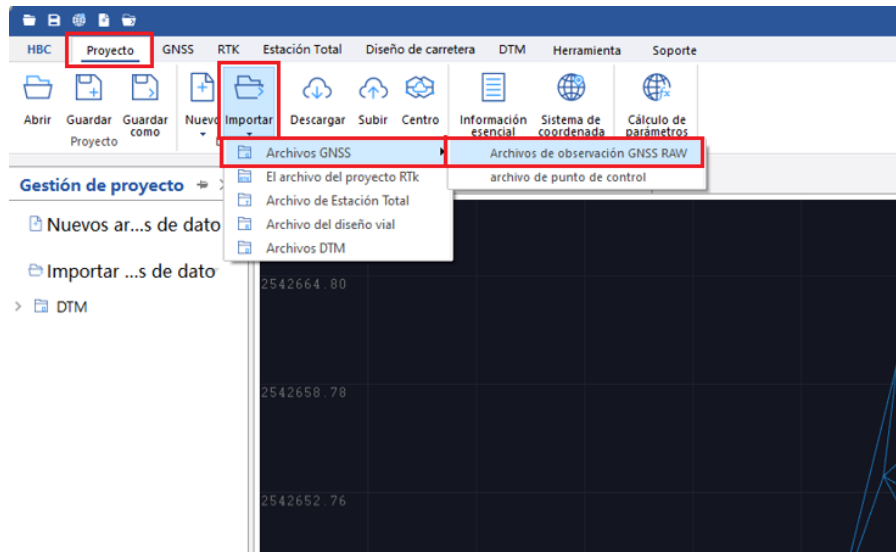 HBC Proyecto GNSS RTK Estación Total Diseño de carretera DTM Herramienta Soporte
Abrir Guardar Guardar como Nuevo Importar Descargar Subir Centro Información esencial Sistema de coordenada Cálculo de parámetros
Proyecto
Archivos GNSS
Archivos de observación GNSS RAW
El archivo del proyecto RTk
archivo de punto de control
Archivo de Estación Total
Archivo del diseño vial
Archivos DTM
Gestión de proyecto
Nuevos ar...s de dato
Importar ...s de dato
DTM
2542664.80
2542658.78
2542652.76